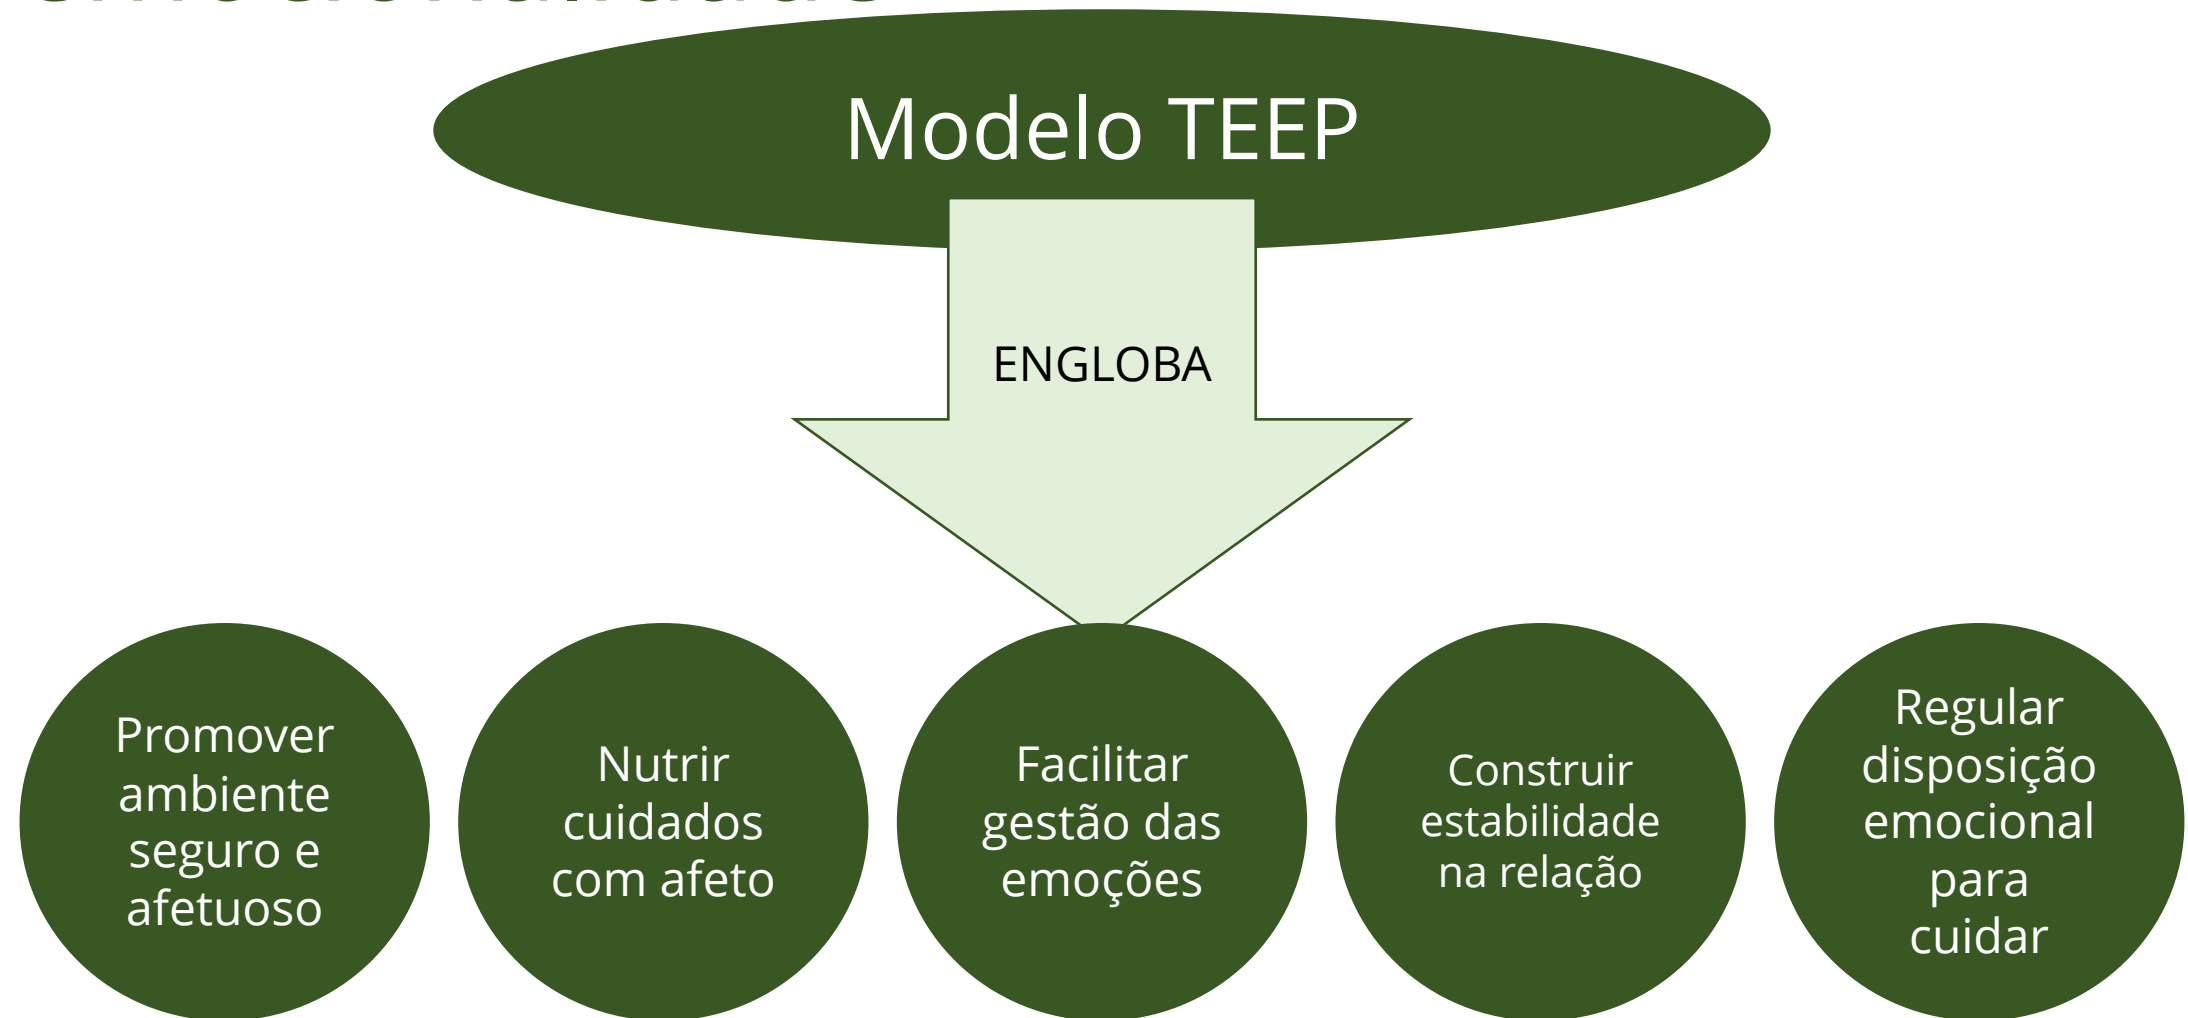 Modelo TEEP
ENGLOBA
Promover
ambiente
seguro e
afetuoso
Nutrir
cuidados
com afeto
Facilitar
gestão das
emoções
Construir
estabilidade
na relação
Regular
disposição
emocional
para
cuidar